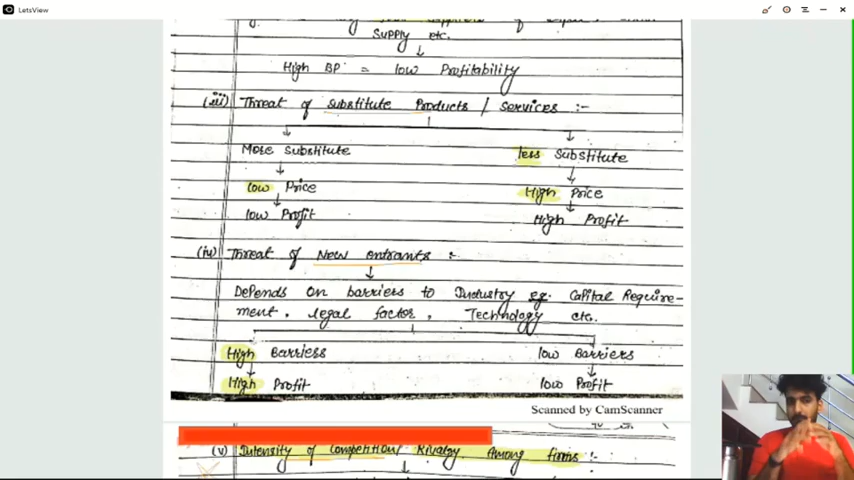 LetsView
Supply etc.
High BP. = low Profitability
(iii) Threat of Substitute Products / Services :-
More Substitute less Substitute
low Price High Price
low Profit High Profit
(iv) Threat of New entrants :-
Depends on barriers to Industry eg. Capital Require-
ment, legal factor, Technology etc.
High Barriess low Barriers
High Profit low Profit
Scanned by CamScanner
(v) Intensity of competition/ Rivalry Among firms :-